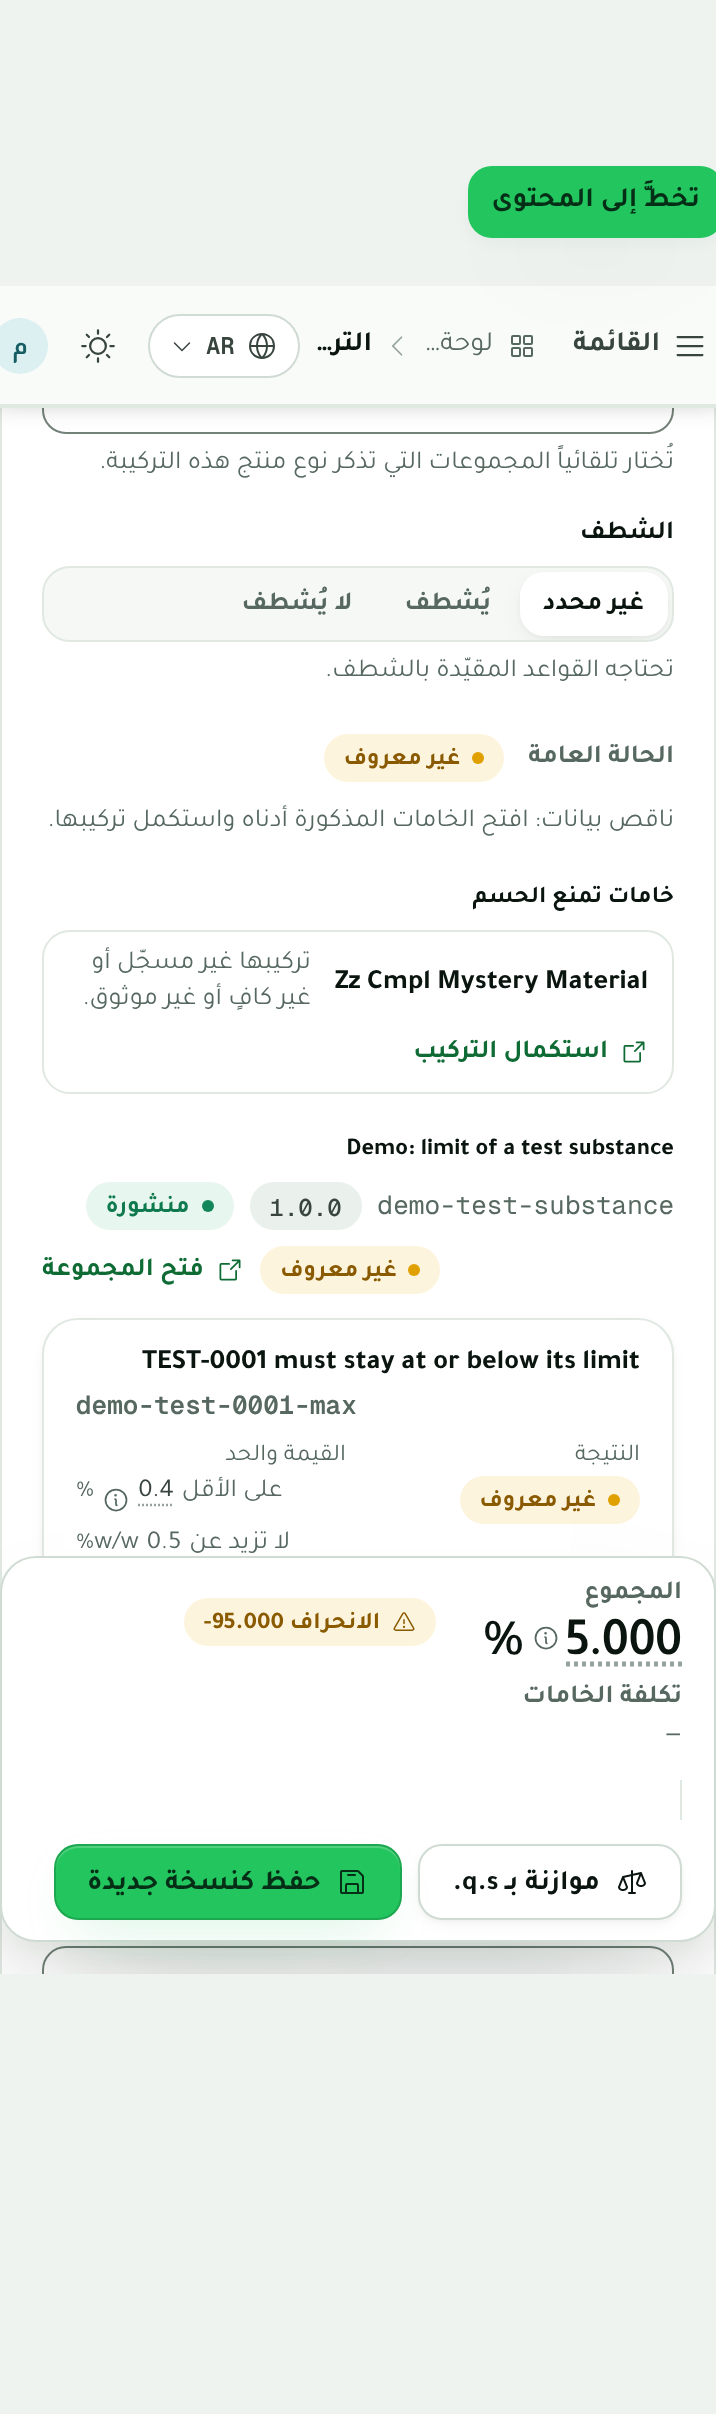 تخطَّ إلى المحتوى
القائمة
لوحة…
التر…
AR
م
تُختار تلقائياً المجموعات التي تذكر نوع منتج هذه التركيبة.
الشطف
غير محدد
يُشطف
لا يُشطف
تحتاجه القواعد المقيّدة بالشطف.
الحالة العامة
غير معروف
ناقص بيانات: افتح الخامات المذكورة أدناه واستكمل تركيبها.
خامات تمنع الحسم
Zz Cmpl Mystery Material
تركيبها غير مسجّل أو
غير كافٍ أو غير موثوق.
استكمال التركيب
Demo: limit of a test substance
demo-test-substance
1.0.0
منشورة
غير معروف
فتح المجموعة
TEST-0001 must stay at or below its limit
demo-test-0001-max
النتيجة
القيمة والحد
غير معروف
على الأقل 0.4 %
لا تزيد عن 0.5 %w/w
المجموع
5.000 %
الانحراف 95.000-
تكلفة الخامات
—
موازنة بـ q.s.
حفظ كنسخة جديدة